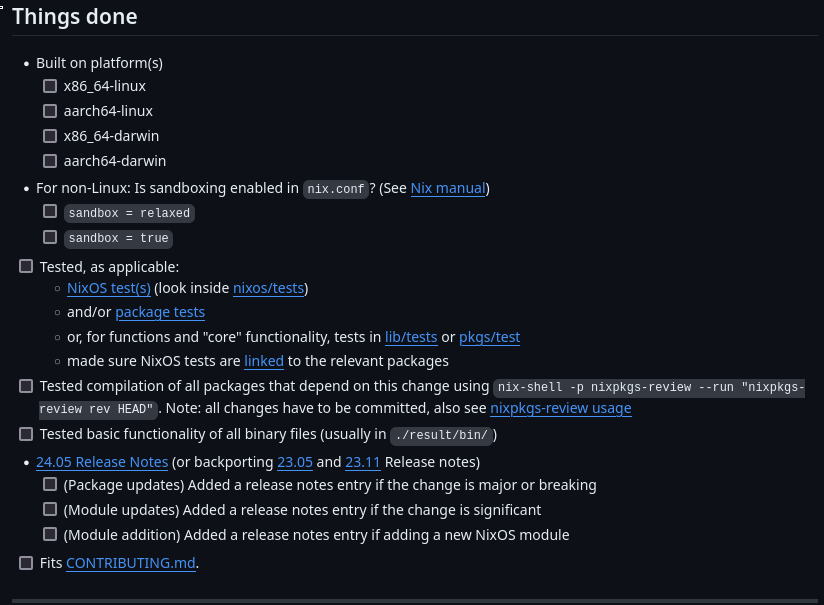 Things done
Built on platform(s)
x86_64-linux
aarch64-linux
x86_64-darwin
aarch64-darwin
For non-Linux: Is sandboxing enabled in nix.conf? (See Nix manual)
sandbox = relaxed
sandbox = true
Tested, as applicable:
NixOS test(s) (look inside nixos/tests)
and/or package tests
or, for functions and "core" functionality, tests in lib/tests or pkgs/test
made sure NixOS tests are linked to the relevant packages
Tested compilation of all packages that depend on this change using nix-shell -p nixpkgs-review --run "nixpkgs-
review rev HEAD". Note: all changes have to be committed, also see nixpkgs-review usage
Tested basic functionality of all binary files (usually in ./result/bin/)
24.05 Release Notes (or backporting 23.05 and 23.11 Release notes)
(Package updates) Added a release notes entry if the change is major or breaking
(Module updates) Added a release notes entry if the change is significant
(Module addition) Added a release notes entry if adding a new NixOS module
Fits CONTRIBUTING.md.